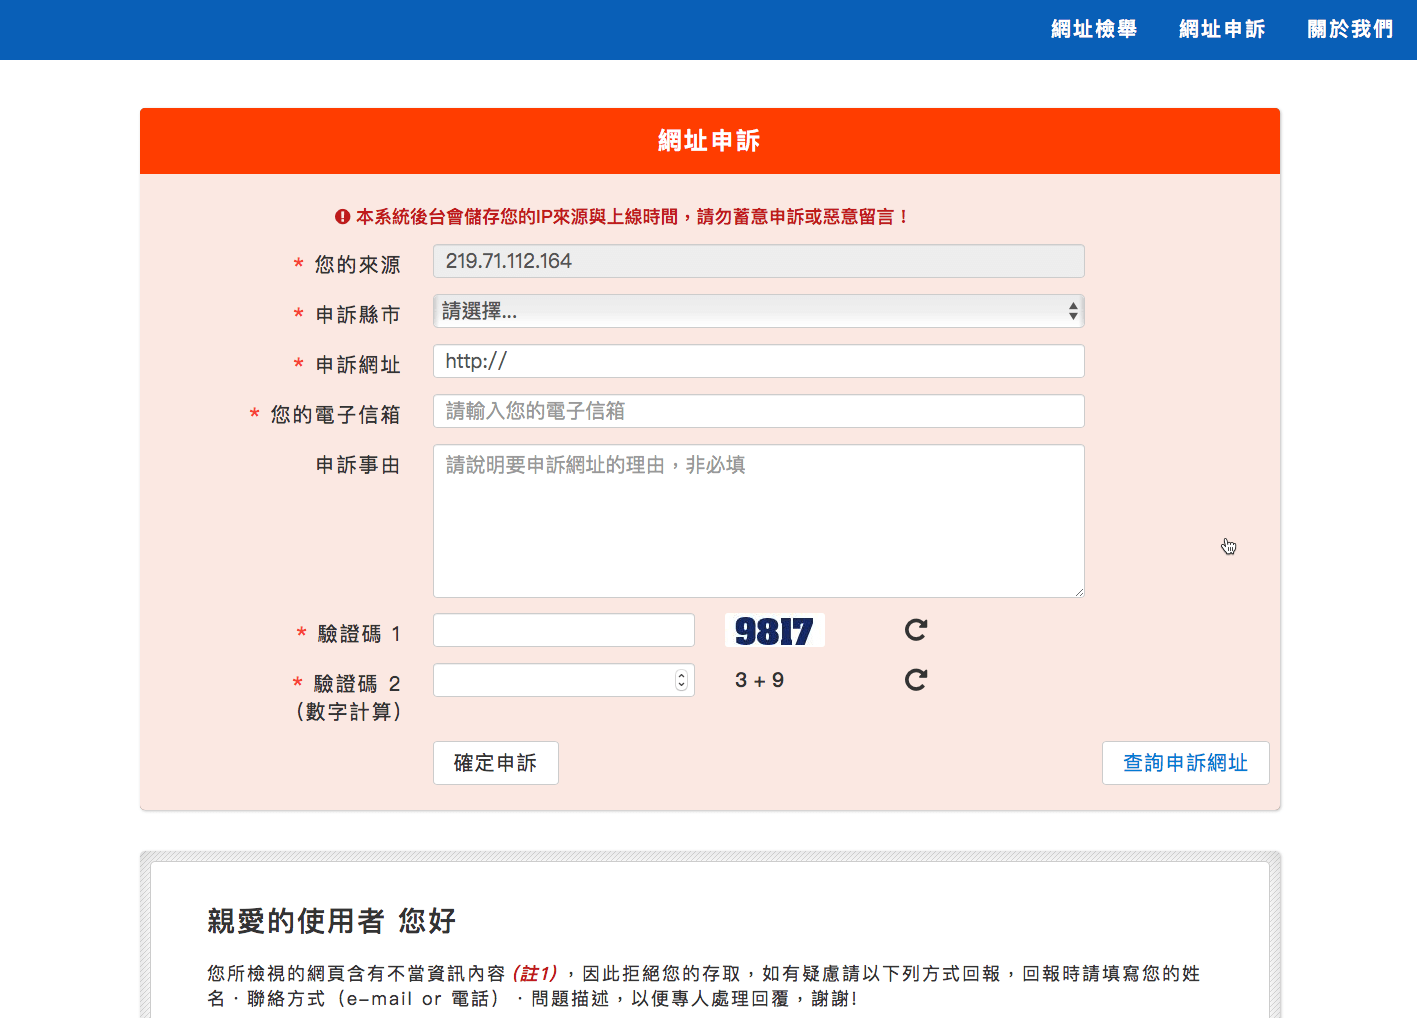 網址檢舉 網址申訴 關於我們
網址申訴
本系統後台會儲存您的IP來源與上線時間，請勿蓄意申訴或惡意留言！
* 您的來源 219.71.112.164
* 申訴縣市 請選擇...
* 申訴網址 http://
* 您的電子信箱 請輸入您的電子信箱
申訴事由 請說明要申訴網址的理由，非必填
* 驗證碼 1 9817
* 驗證碼 2 3 + 9
(數字計算)
確定申訴 查詢申訴網址
親愛的使用者 您好
您所檢視的網頁含有不當資訊內容 (註1) ，因此拒絕您的存取，如有疑慮請以下列方式回報，回報時請填寫您的姓
名．聯絡方式（e-mail or 電話）．問題描述，以便專人處理回覆，謝謝!